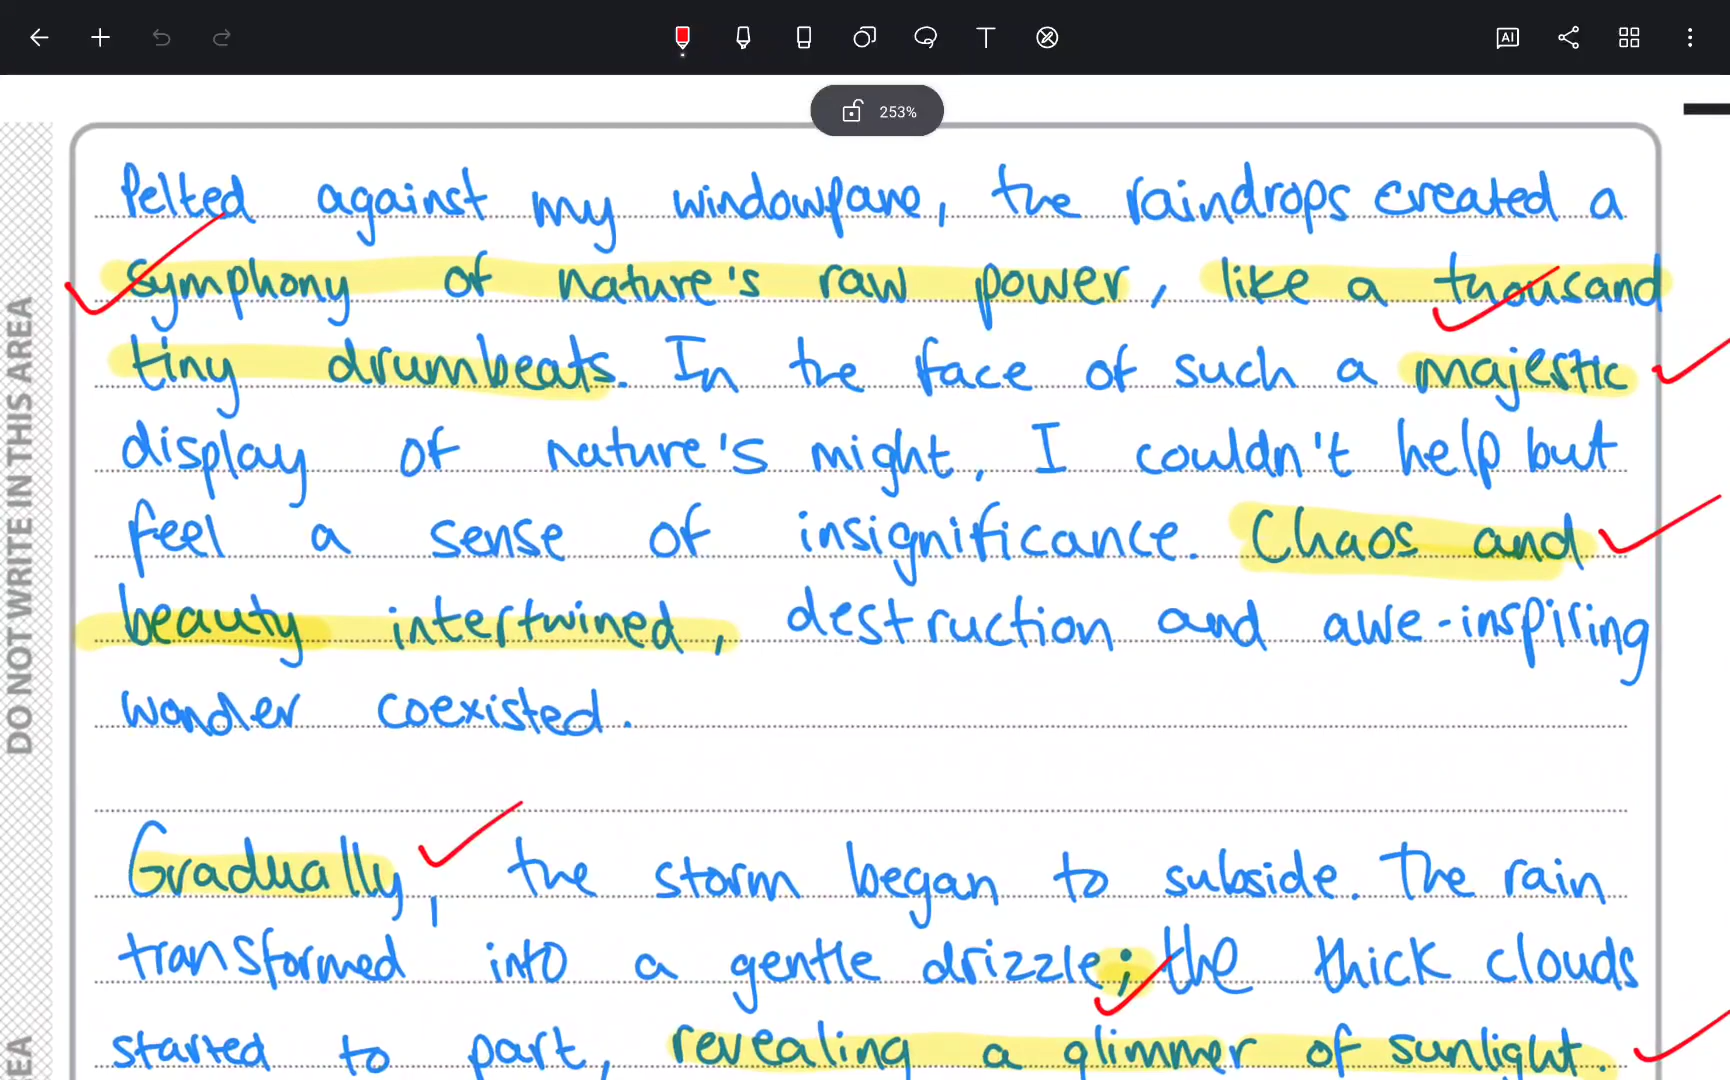 253%
Pelted against my windowpane, the raindrops created a
symphony of nature's raw power, like a thousand
tiny drumbeats. In the face of such a majestic
display of nature's might, I couldn't help but
feel a sense of insignificance. Chaos and
beauty intertwined, destruction and awe-inspiring
wonder coexisted.
Gradually, the storm began to subside. The rain
transformed into a gentle drizzle; the thick clouds
started to part, revealing a glimmer of sunlight.
DO NOT WRITE IN THIS AREA
EA
T
AI